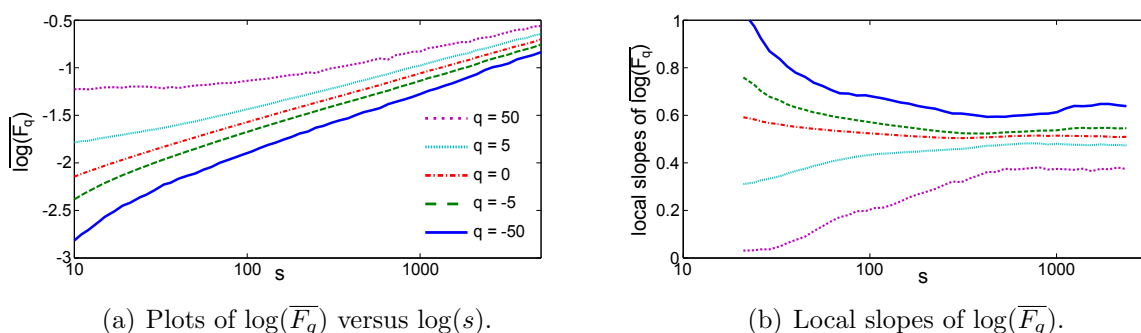 -0.5
-1
-1.5
-2
-2.5
-3
log(F_q)
10
100
1000
s
q = 50
q = 5
q = 0
q = -5
q = -50
(a) Plots of log(F_q) versus log(s).
1
0.8
0.6
0.4
0.2
0
local slopes of log(F_q)
10
100
1000
s
(b) Local slopes of log(F_q).